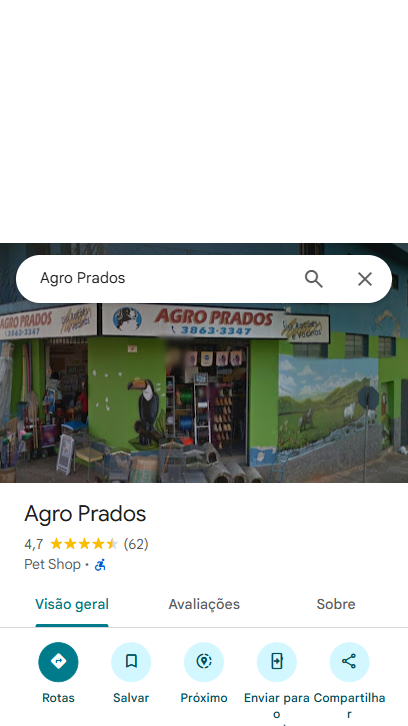 Agro Prados
AGRO PRADOS
3863-3347
AGRO PRADOS
3863-3347
Agro Prados
4,7 (62)
Pet Shop
Visão geral
Avaliações
Sobre
Rotas
Salvar
Próximo
Enviar para o
Compartilhar